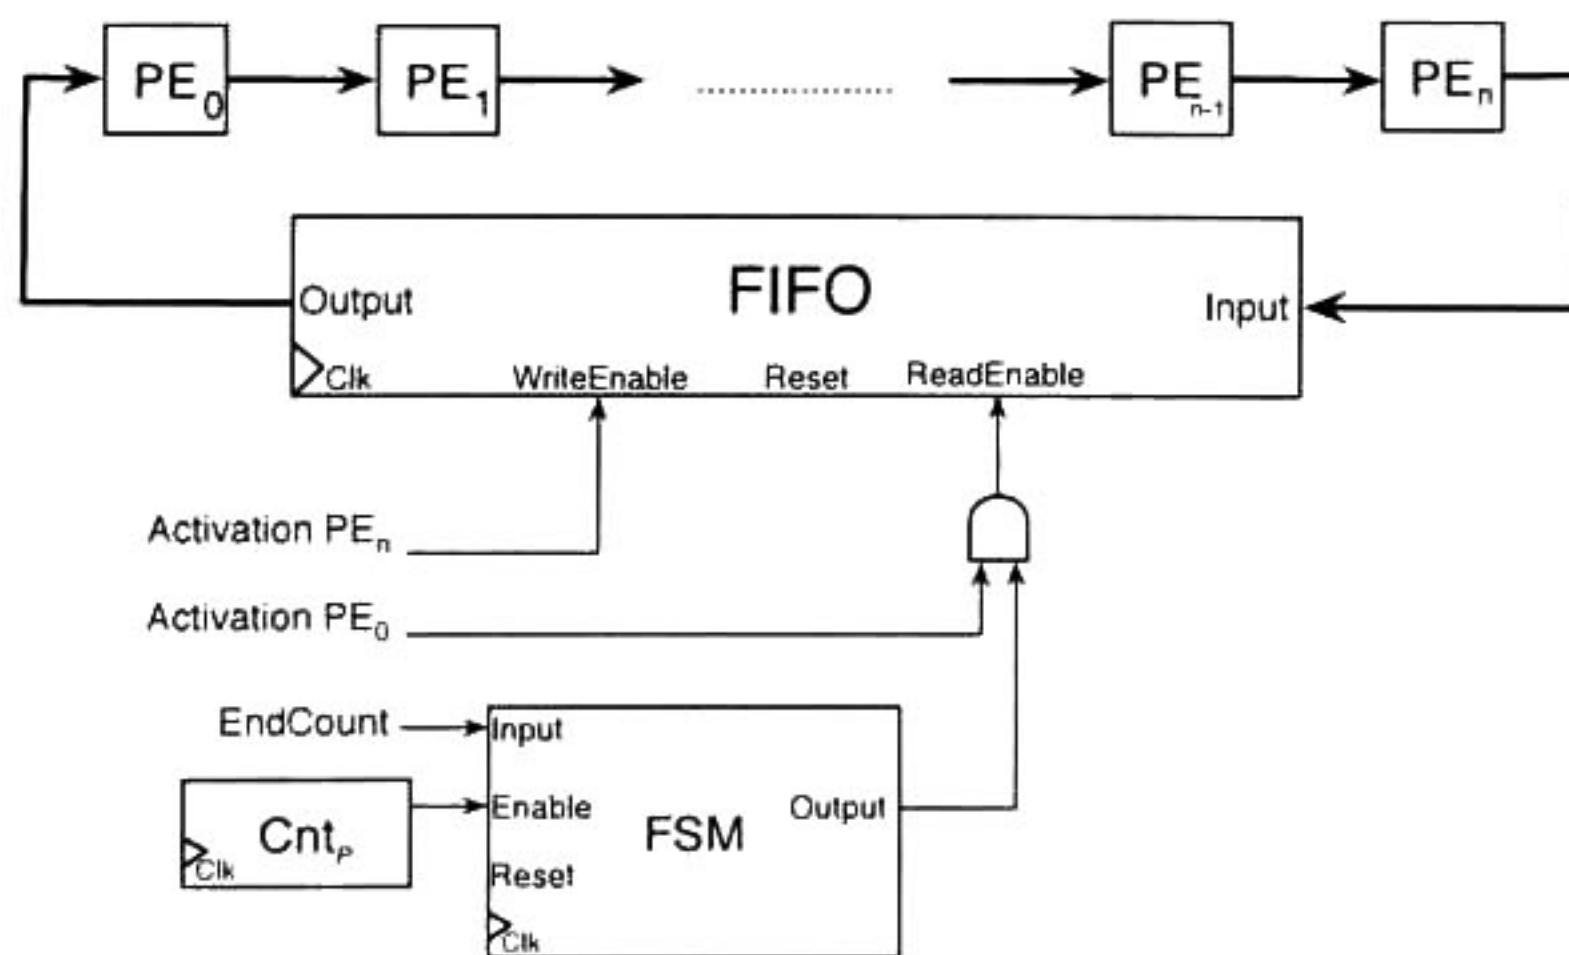 PE0 PE1 ................ PEn-1 PEn
FIFO
Output Input
Clk WriteEnable Reset ReadEnable
Activation PEn
Activation PE0
EndCount Input
Enable Output
CntP FSM
Clk Reset
Clk